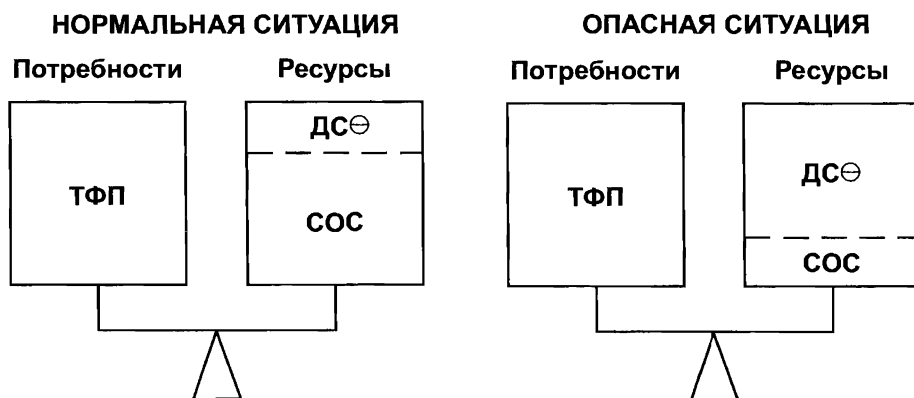 НОРМАЛЬНАЯ СИТУАЦИЯ
Потребности Ресурсы
ТФП
ДС⊖
СОС
ОПАСНАЯ СИТУАЦИЯ
Потребности Ресурсы
ТФП
ДС⊖
СОС